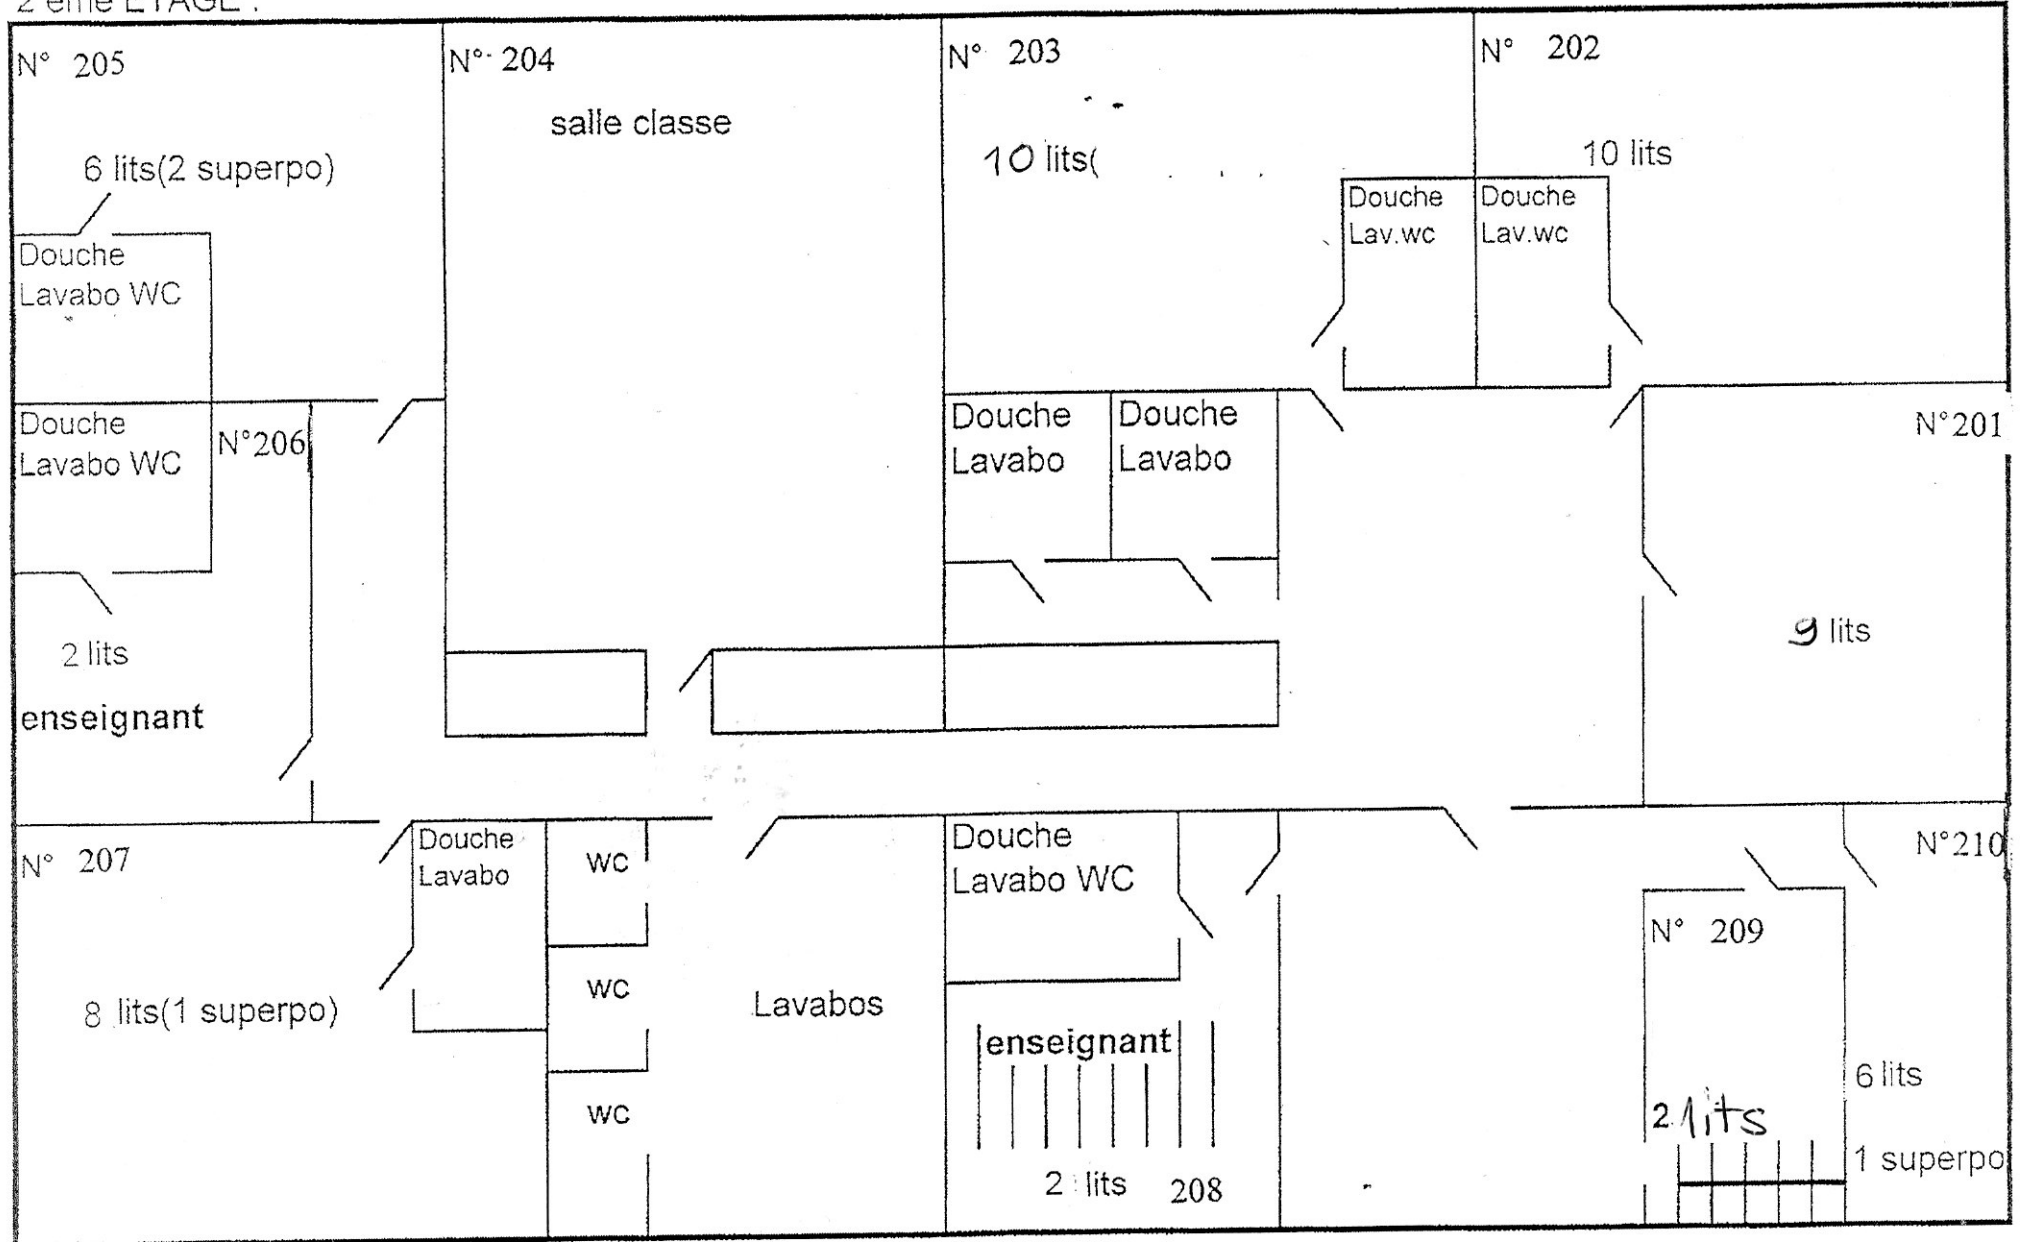 2 ème ETAGE :
N° 205
6 lits(2 superpo)
Douche
Lavabo WC
N° 204
salle classe
N° 203
10 lits(
Douche
Lav.wc
N° 202
10 lits
Douche
Lav.wc
Douche
Lavabo WC
N°206
2 lits
enseignant
Douche
Lavabo
Douche
Lavabo
N°201
9 lits
N° 207
8 lits(1 superpo)
Douche
Lavabo
WC
WC
WC
Lavabos
Douche
Lavabo WC
enseignant
2 lits
208
N° 209
2 lits
N°210
6 lits
1 superpo